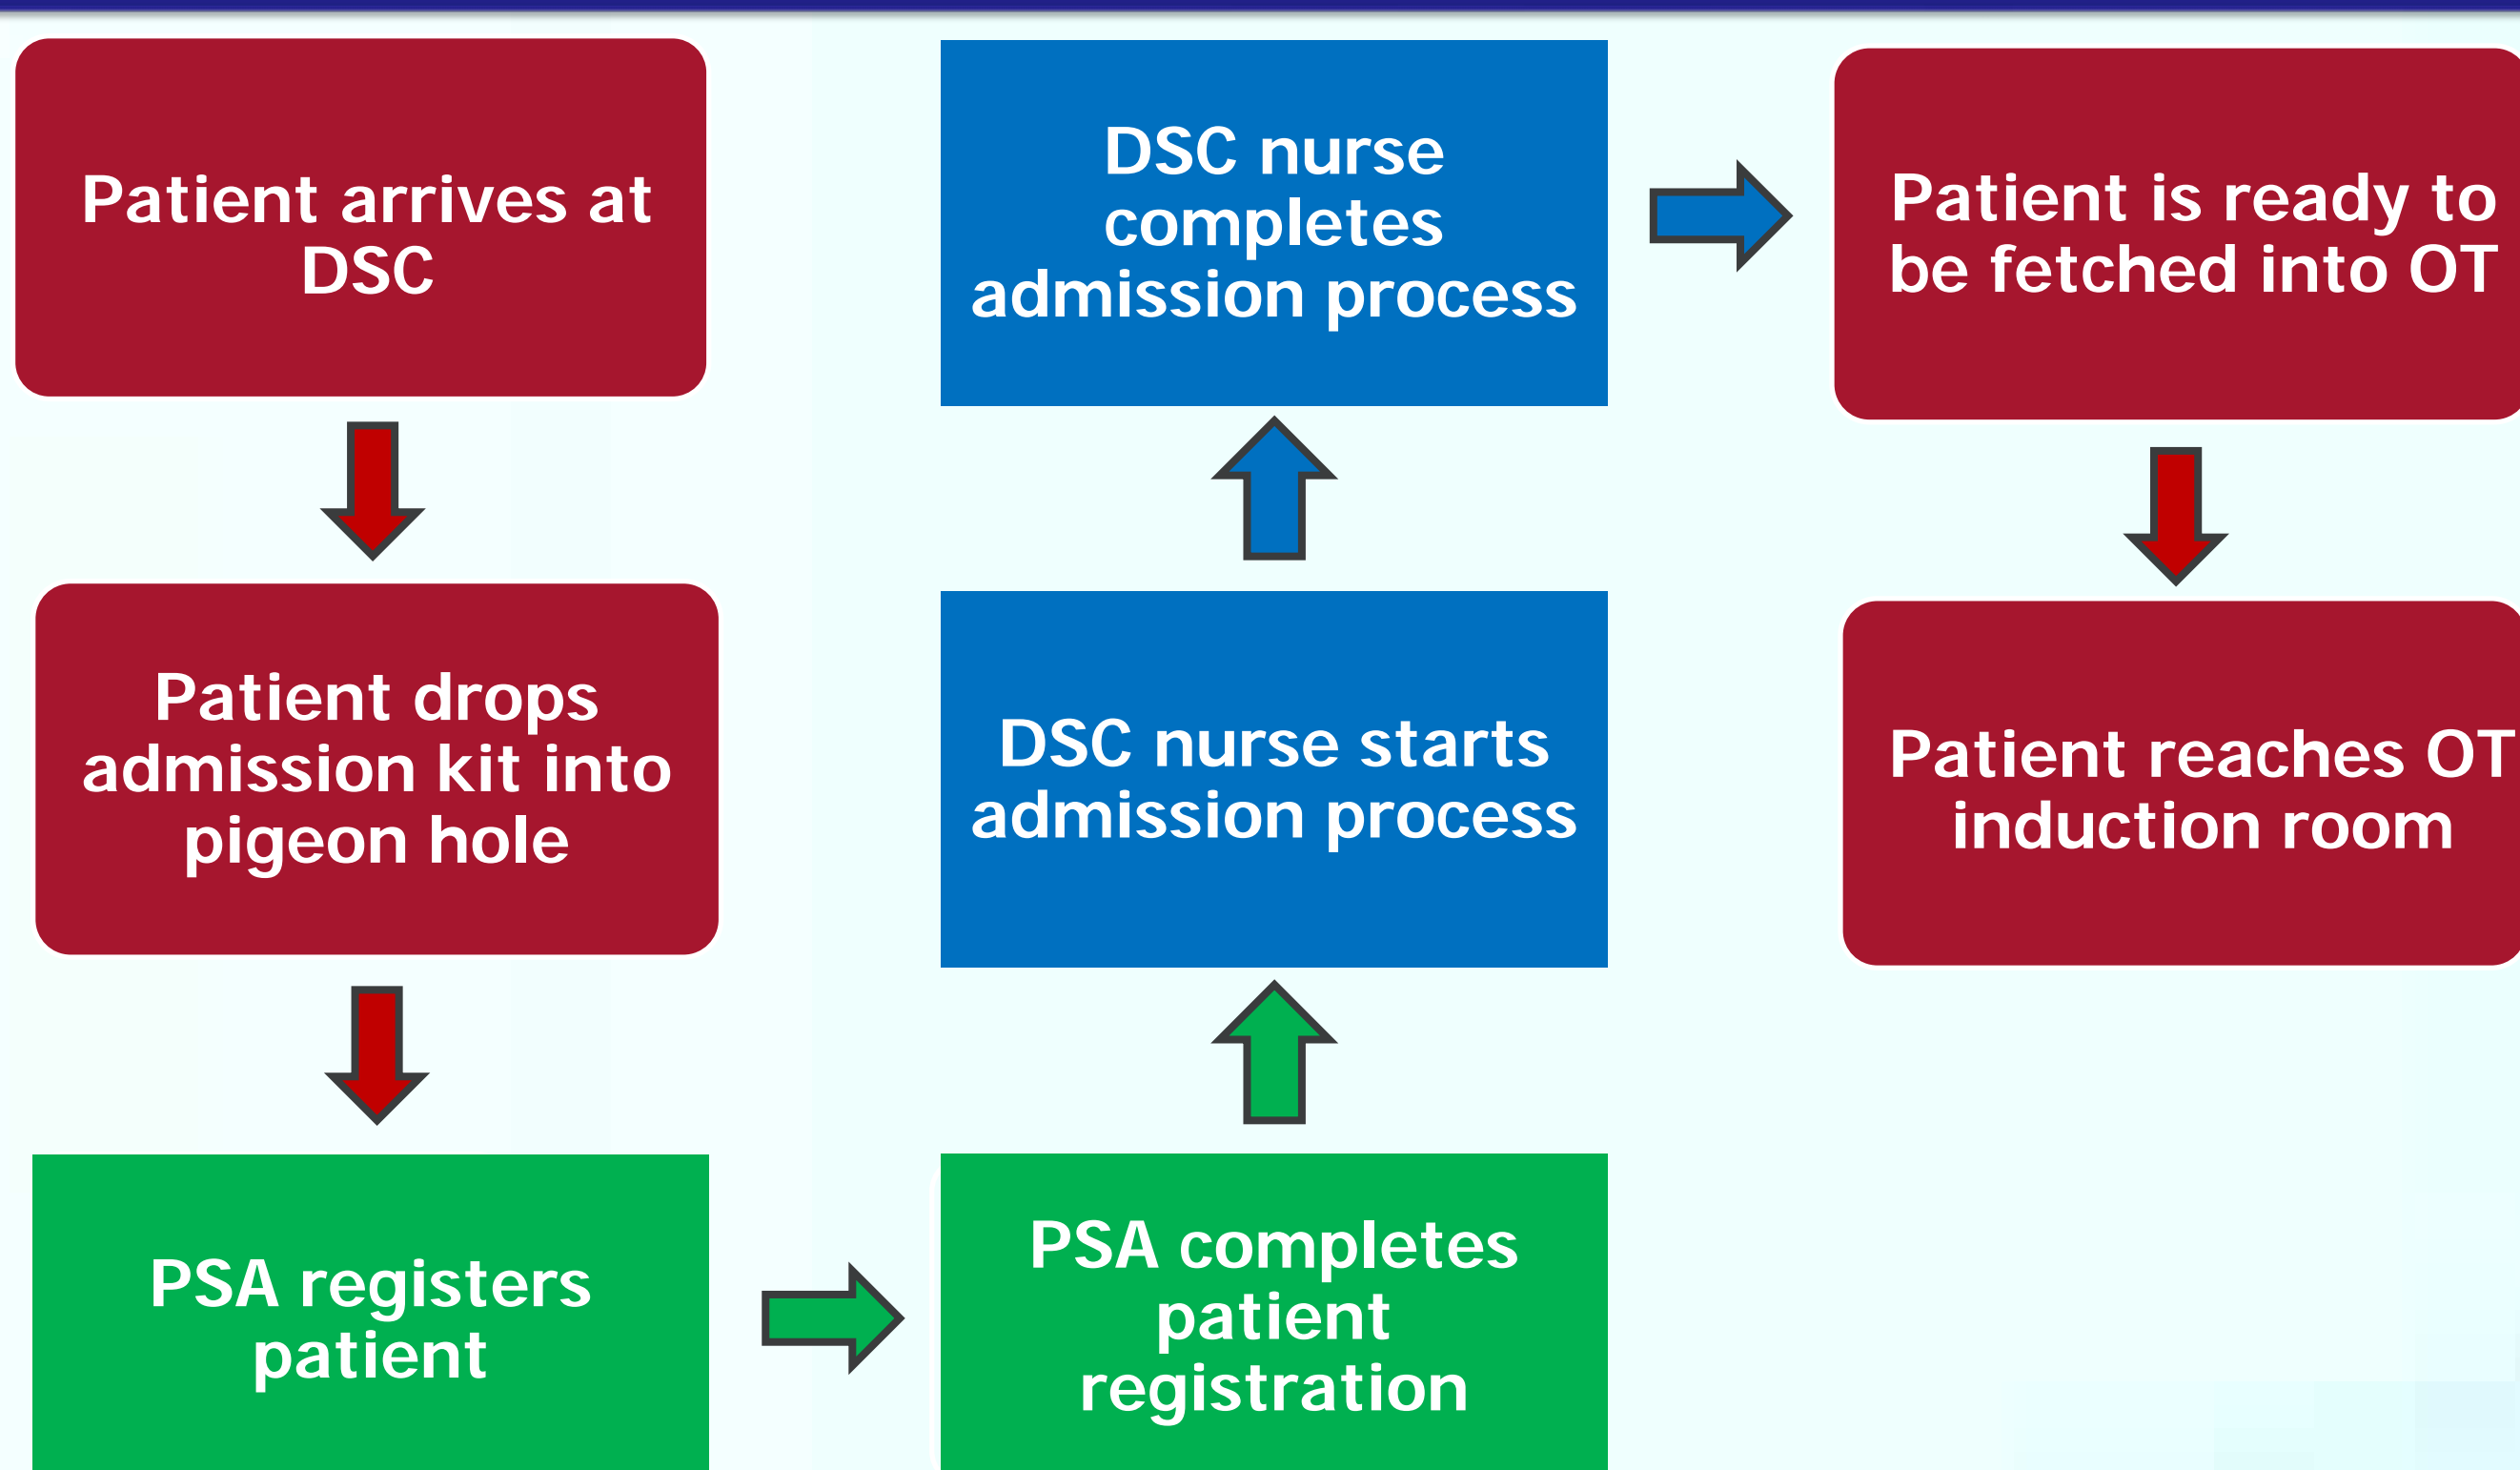 Patient arrives at
DSC
Patient drops
admission kit into
pigeon hole
PSA registers
patient
PSA completes
patient
registration
DSC nurse starts
admission process
DSC nurse
completes
admission process
Patient is ready to
be fetched into OT
Patient reaches OT
induction room